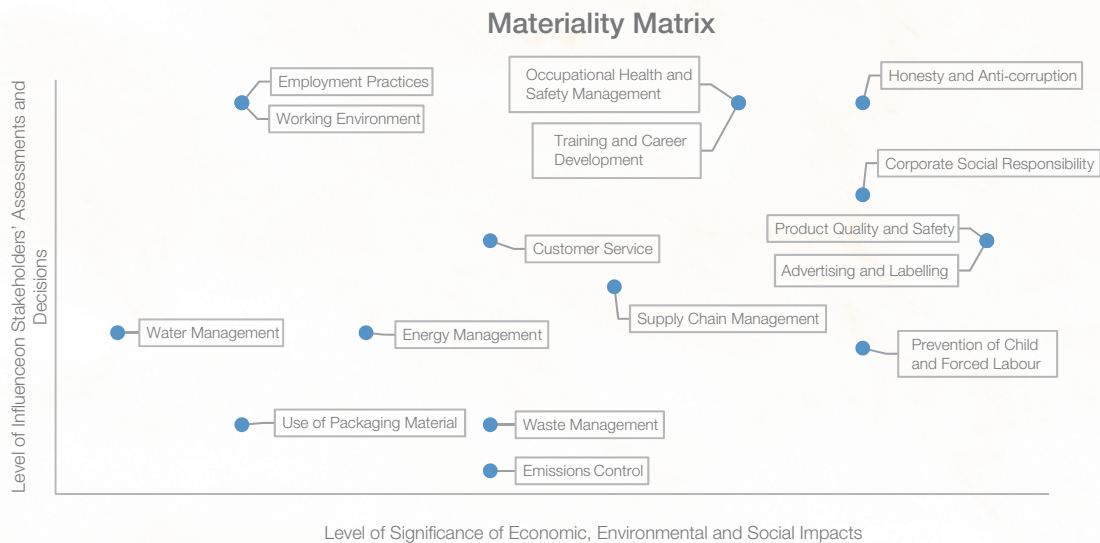 Materiality Matrix
Level of Influenceon Stakeholders' Assessments and
Decisions
Employment Practices
Working Environment
Occupational Health and
Safety Management
Training and Career
Development
Honesty and Anti-corruption
Corporate Social Responsibility
Product Quality and Safety
Advertising and Labelling
Customer Service
Supply Chain Management
Water Management
Energy Management
Prevention of Child
and Forced Labour
Use of Packaging Material
Waste Management
Emissions Control
Level of Significance of Economic, Environmental and Social Impacts